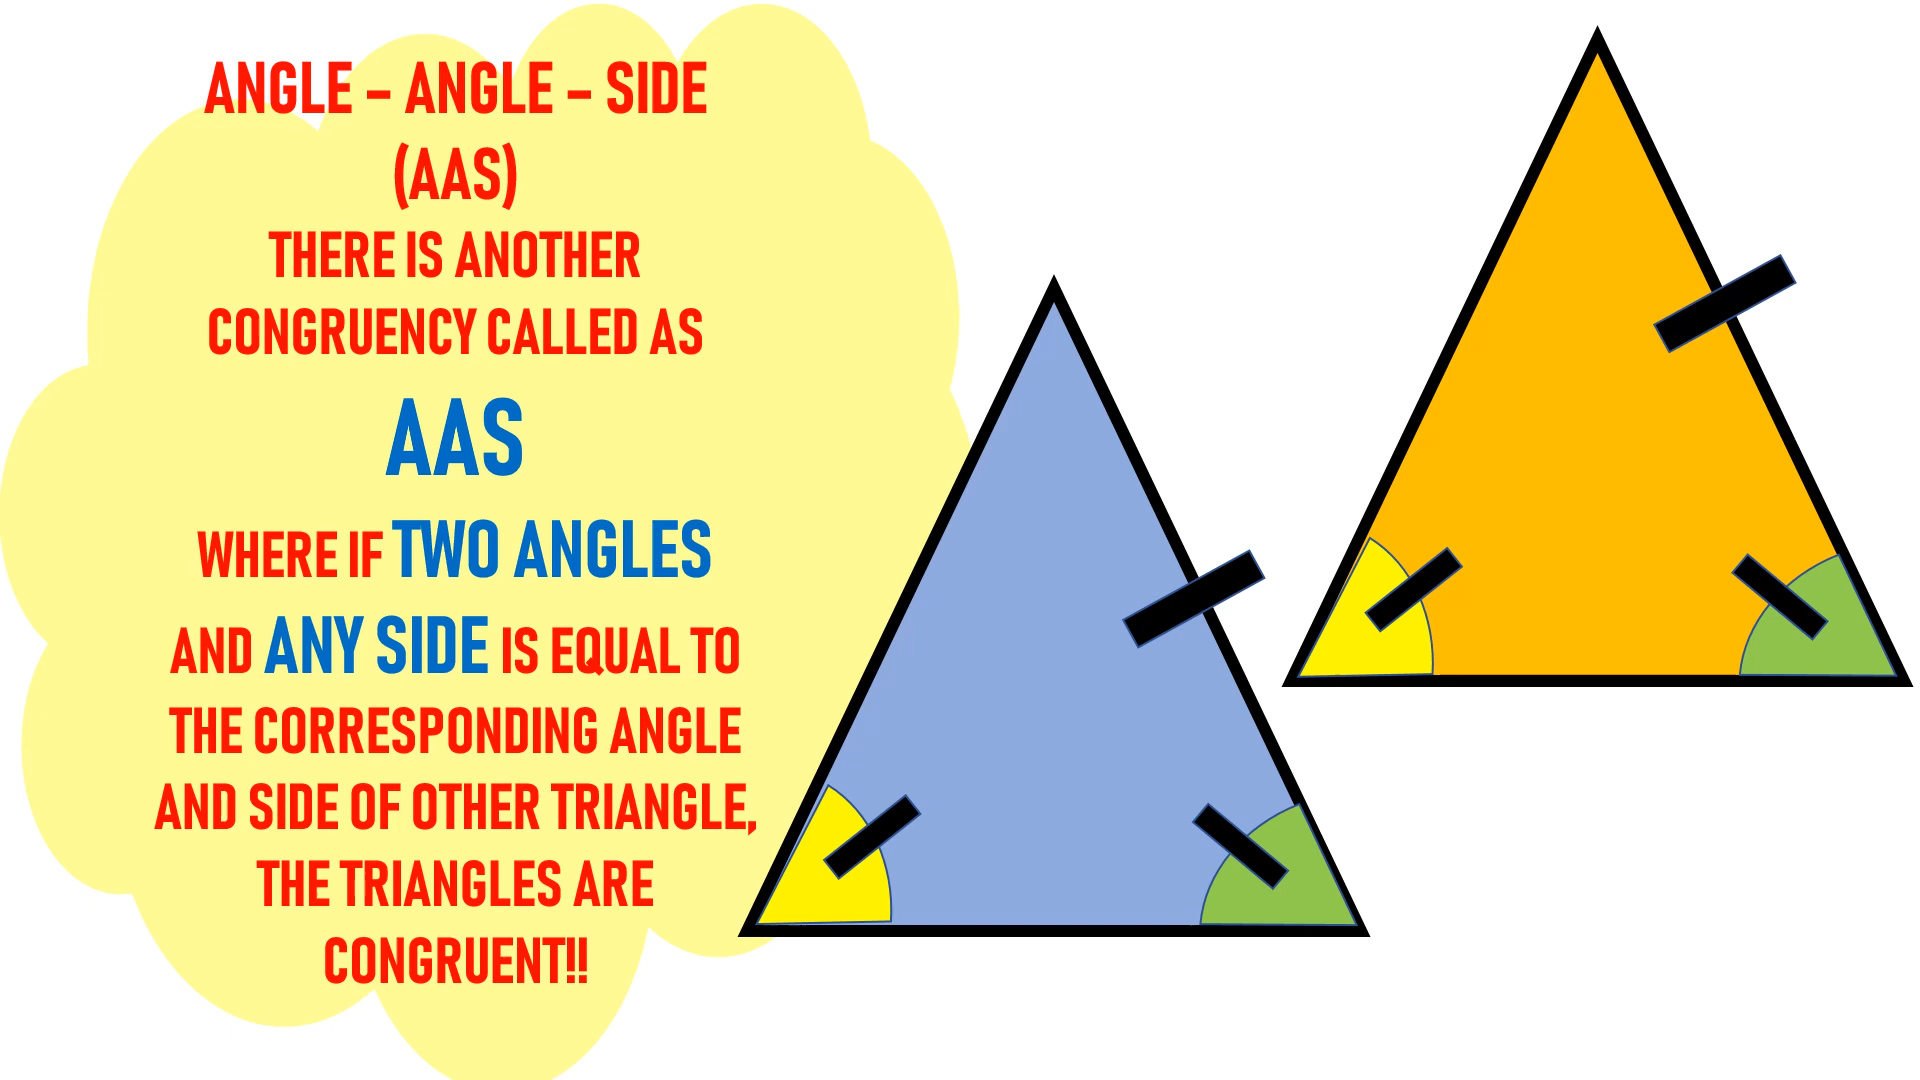 ANGLE – ANGLE – SIDE
(AAS)
THERE IS ANOTHER
CONGRUENCY CALLED AS
AAS
WHERE IF TWO ANGLES
AND ANY SIDE IS EQUAL TO
THE CORRESPONDING ANGLE
AND SIDE OF OTHER TRIANGLE,
THE TRIANGLES ARE
CONGRUENT!!